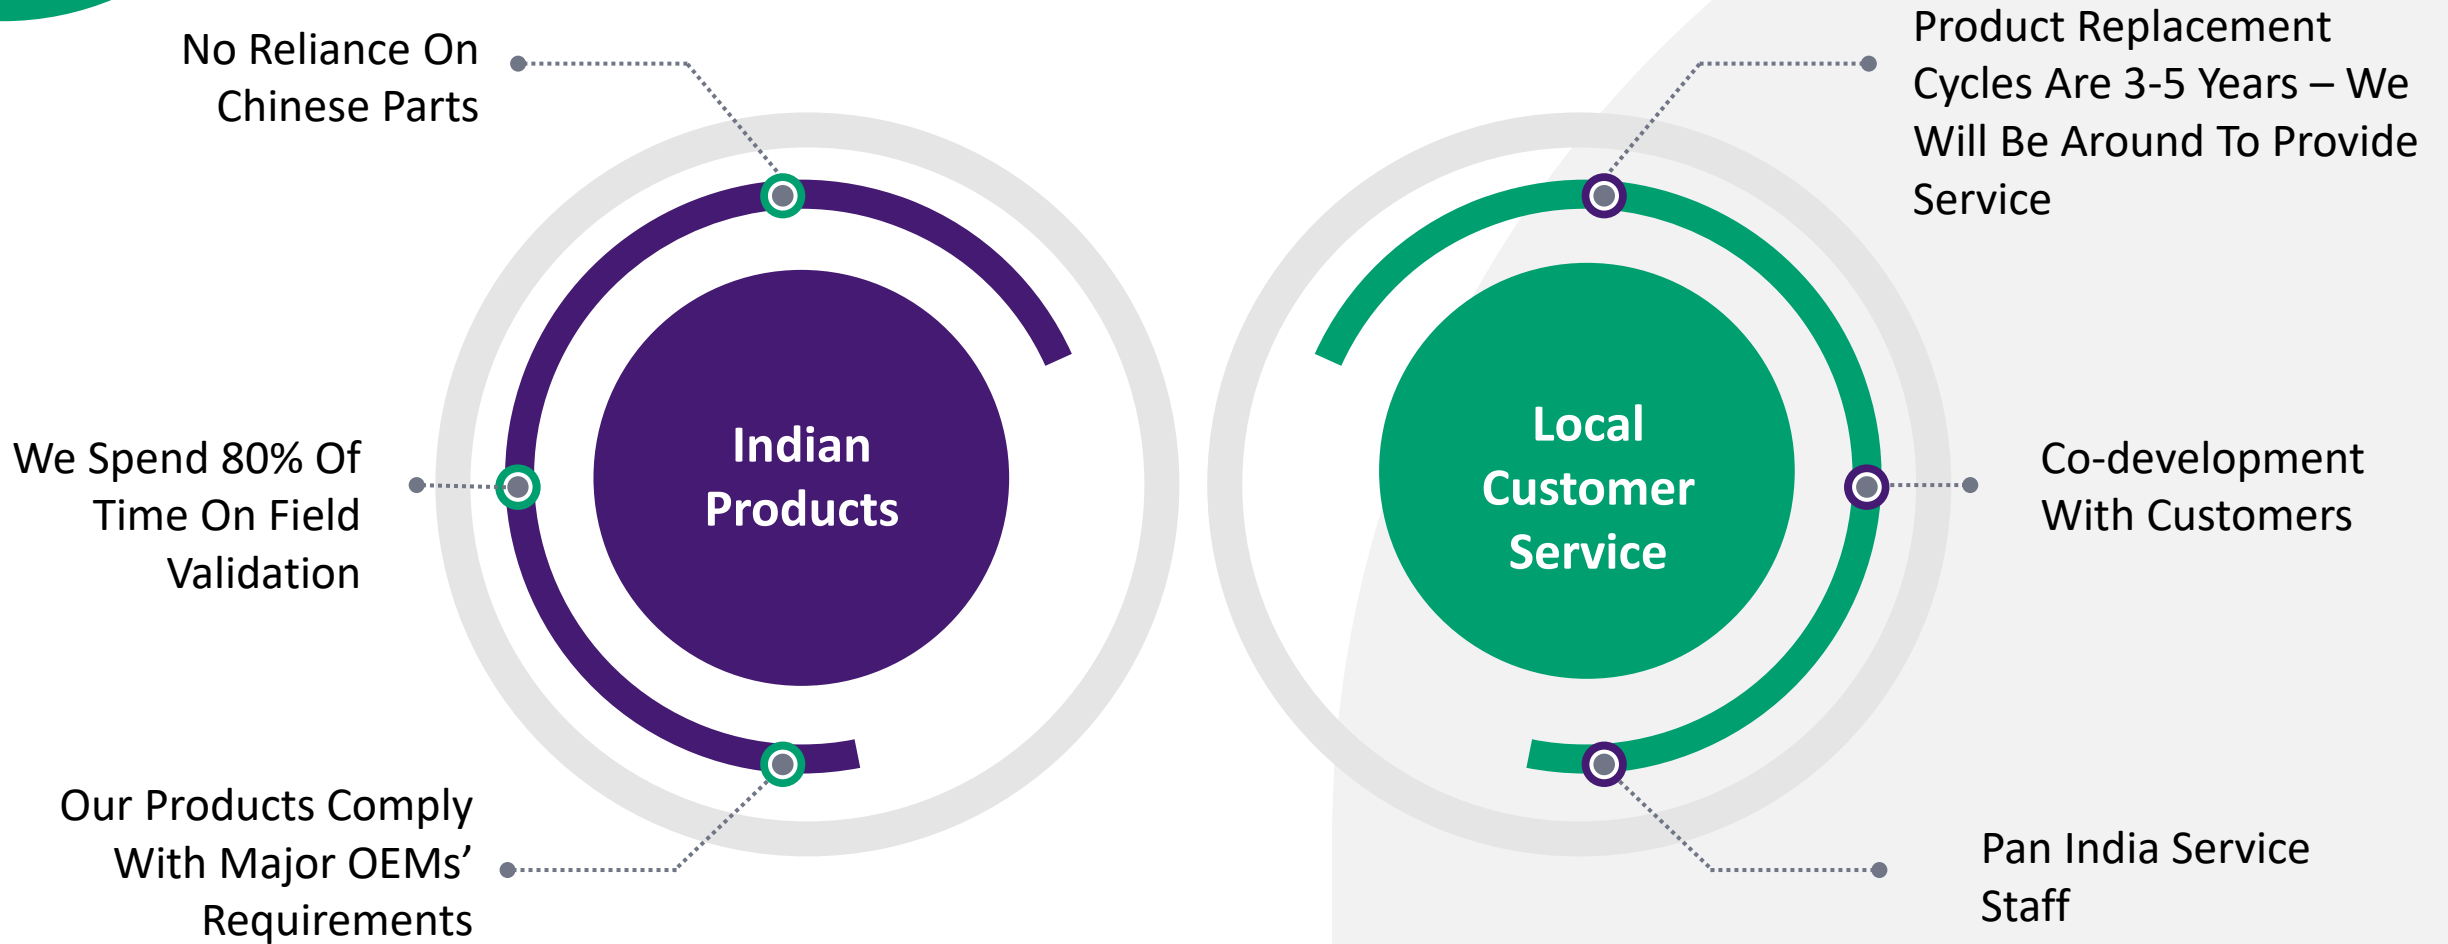 No Reliance On
Chinese Parts
We Spend 80% Of
Time On Field
Validation
Our Products Comply
With Major OEMs’
Requirements
Indian
Products
Local
Customer
Service
Product Replacement
Cycles Are 3-5 Years – We
Will Be Around To Provide
Service
Co-development
With Customers
Pan India Service
Staff